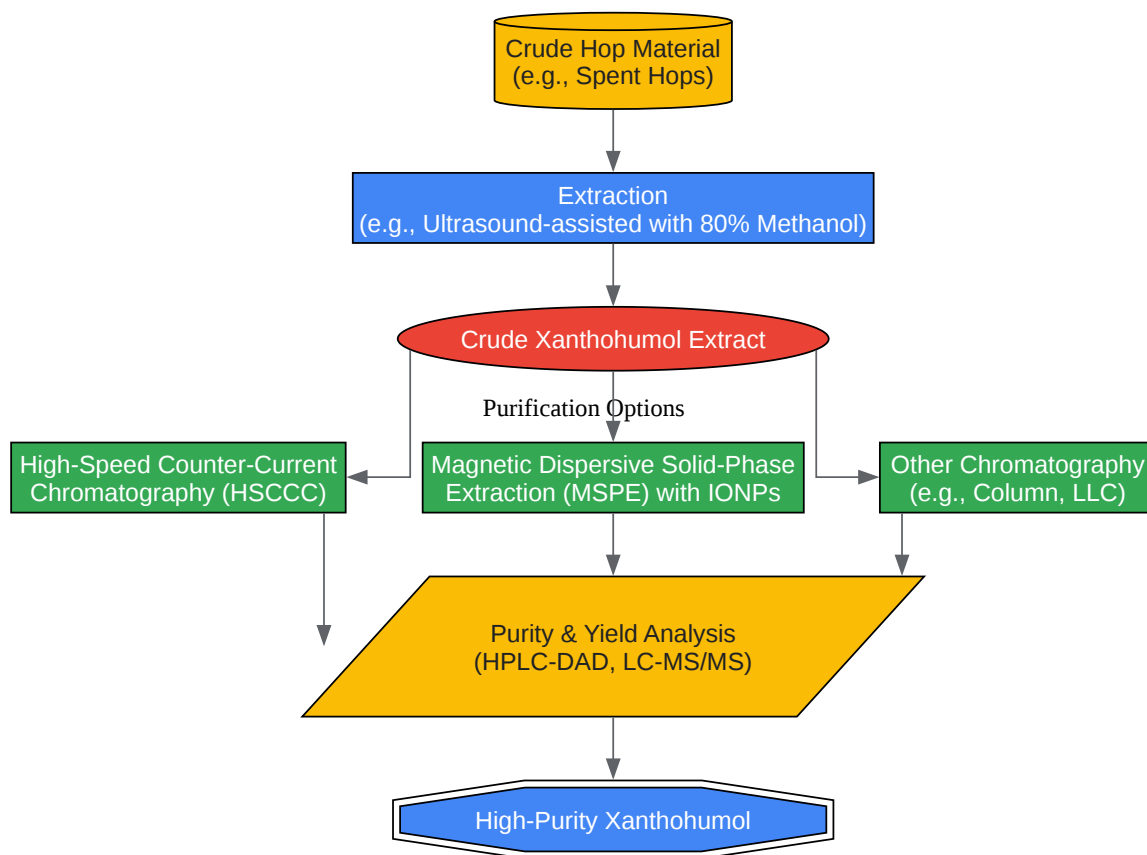 Crude Hop Material
(e.g., Spent Hops)
Extraction
(e.g., Ultrasound-assisted with 80% Methanol)
Crude Xanthohumol Extract
Purification Options
High-Speed Counter-Current
Chromatography (HSCCC)
Magnetic Dispersive Solid-Phase
Extraction (MSPE) with IONPs
Other Chromatography
(e.g., Column, LLC)
Purity & Yield Analysis
(HPLC-DAD, LC-MS/MS)
High-Purity Xanthohumol